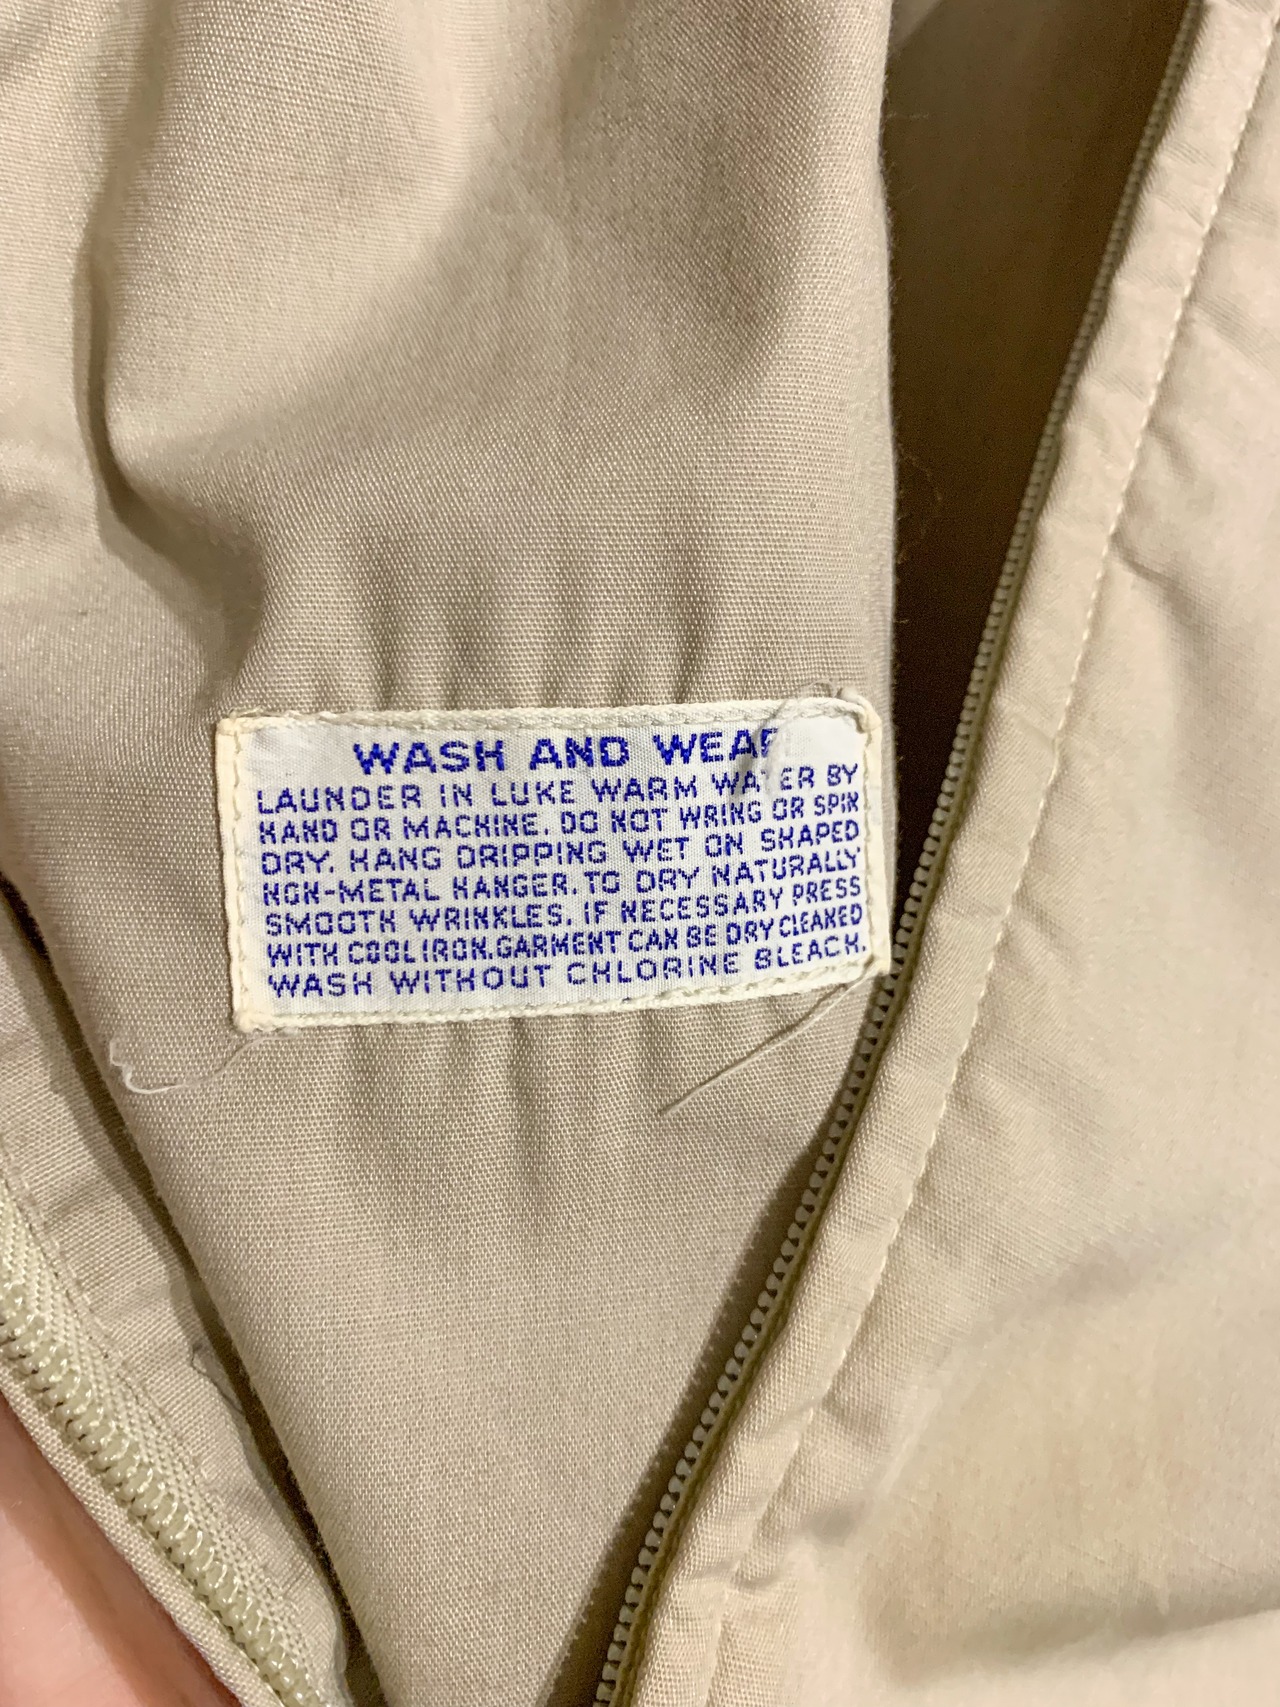 WASH AND WEAR
LAUNDER IN LUKE WARM WATER BY
HAND OR MACHINE. DO NOT WRING OR SPIN
DRY. HANG DRIPPING WET ON SHAPED
NON-METAL HANGER. TO DRY NATURALLY
SMOOTH WRINKLES. IF NECESSARY PRESS
WITH COOL IRON. GARMENT CAN BE DRY CLEANED
WASH WITHOUT CHLORINE BLEACH.